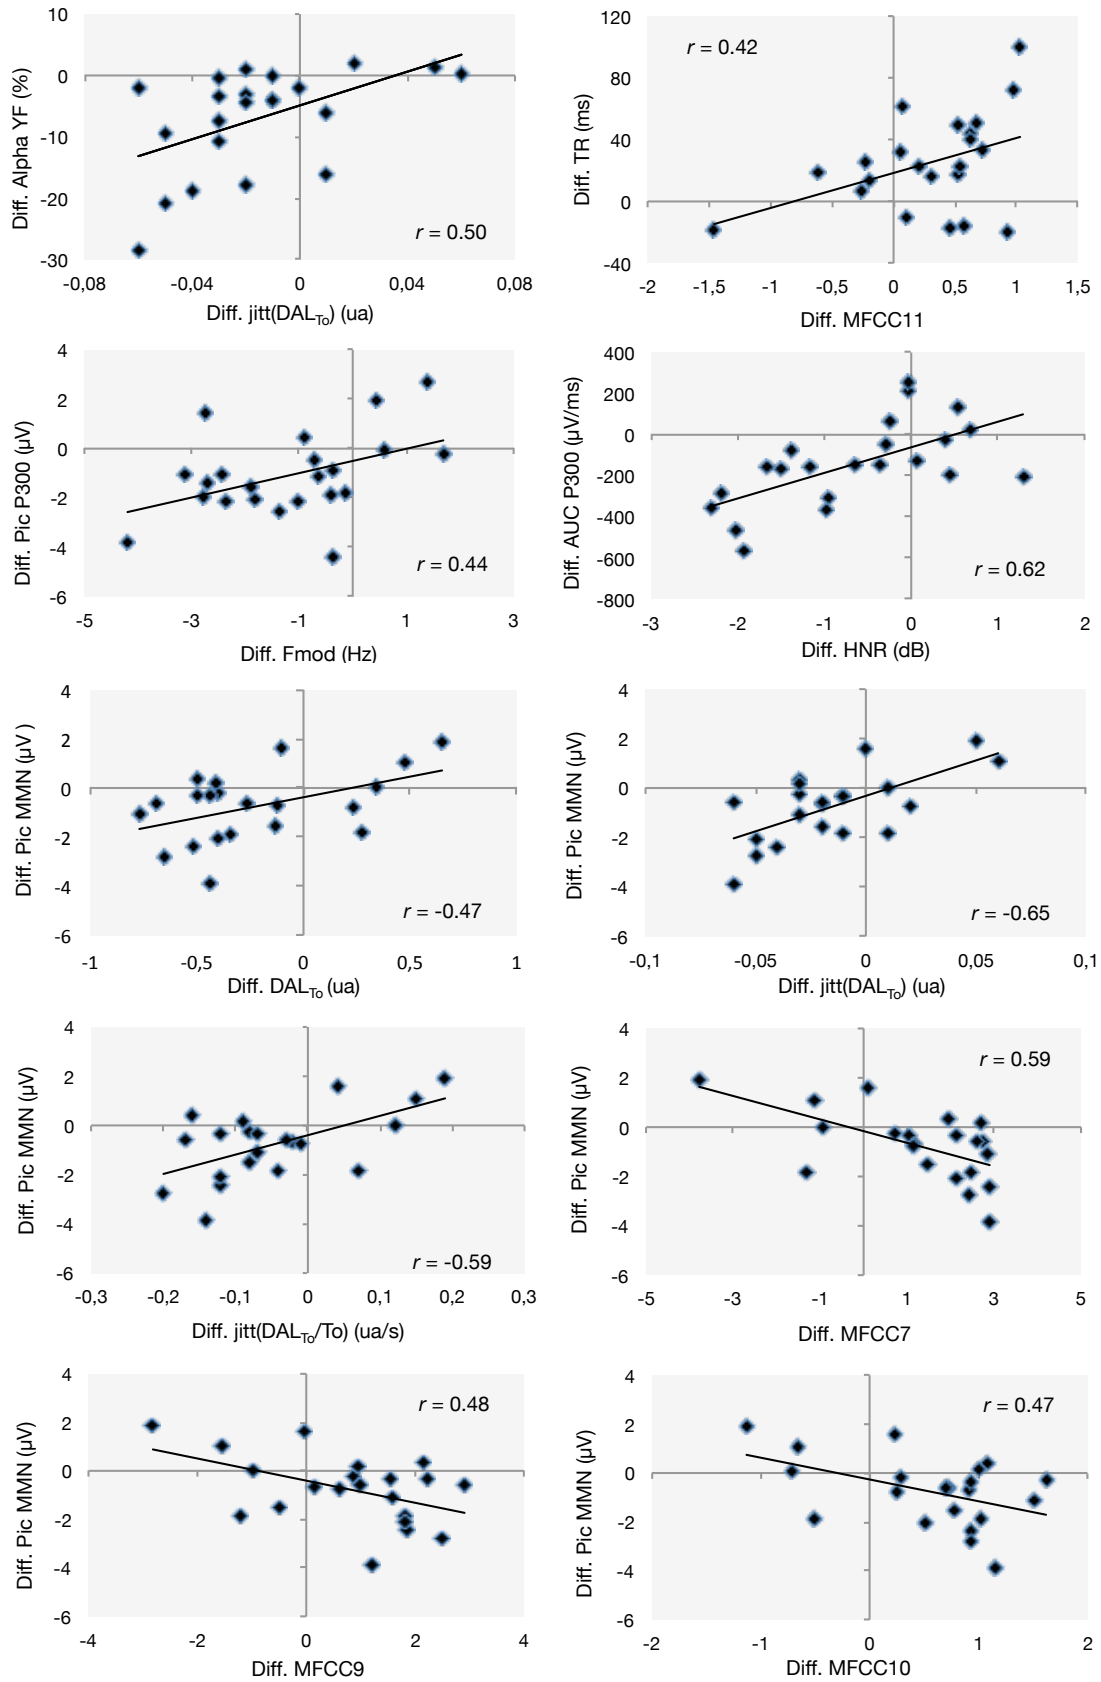 10
0
-10
-20
-30
Diff. Alpha YF (%)
r = 0.50
-0,08 -0,04 0 0,04 0,08
Diff. jitt(DALTo) (ua)
120
80
40
0
-40
Diff. TR (ms)
r = 0.42
-2 -1,5 -1 -0,5 0 0,5 1 1,5
Diff. MFCC11
4
2
0
-2
-4
-6
Diff. Pic P300 (µV)
r = 0.44
-5 -3 -1 1 3
Diff. Fmod (Hz)
400
200
0
-200
-400
-600
-800
Diff. AUC P300 (µV/ms)
r = 0.62
-3 -2 -1 0 1 2
Diff. HNR (dB)
4
2
0
-2
-4
-6
Diff. Pic MMN (µV )
r = -0.47
-1 -0,5 0 0,5 1
Diff. DALTo (ua)
4
2
0
-2
-4
-6
Diff. Pic MMN (µV)
r = -0.65
-0,1 -0,05 0 0,05 0,1
Diff. jitt(DALTo) (ua)
4
2
0
-2
-4
-6
Diff. Pic MMN (µV)
r = -0.59
-0,3 -0,2 -0,1 0 0,1 0,2 0,3
Diff. jitt(DALTo/To) (ua/s)
4
2
0
-2
-4
-6
Diff. Pic MMN (µV)
r = 0.59
-5 -3 -1 1 3 5
Diff. MFCC7
4
2
0
-2
-4
-6
Diff. Pic MMN (µV)
r = 0.48
-4 -2 0 2 4
Diff. MFCC9
4
2
0
-2
-4
-6
Diff. Pic MMN (µV)
r = 0.47
-2 -1 0 1 2
Diff. MFCC10